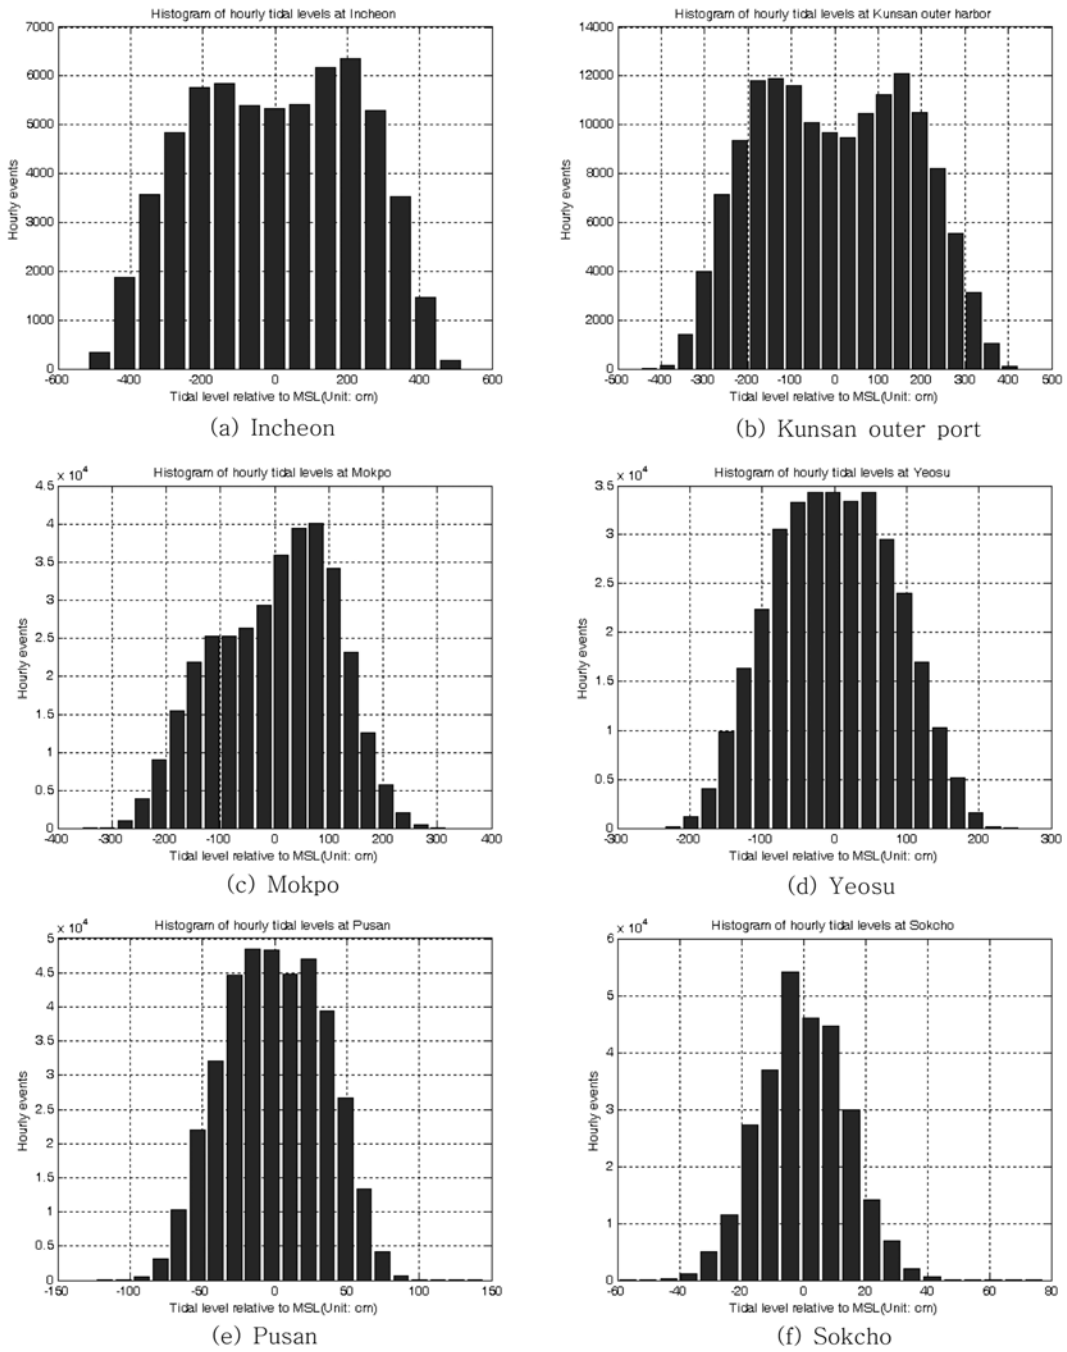 Histogram of hourly tidal levels at Incheon
7000
6000
5000
4000
3000
2000
1000
0
Hourly events
-600 -400 -200 0 200 400 600
Tidal level relative to MSL(Unit: cm)
(a) Incheon
Histogram of hourly tidal levels at Kunsan outer harbor
14000
12000
10000
8000
6000
4000
2000
0
Hourly events
-500 -400 -300 -200 -100 0 100 200 300 400 500
Tidal level relative to MSL(Unit: cm)
(b) Kunsan outer port
Histogram of hourly tidal levels at Mokpo
x 10^4
4.5
4
3.5
3
2.5
2
1.5
1
0.5
0
Hourly events
-400 -300 -200 -100 0 100 200 300 400
Tidal level relative to MSL(Unit: cm)
(c) Mokpo
Histogram of hourly tidal levels at Yeosu
x 10^4
3.5
3
2.5
2
1.5
1
0.5
0
Hourly events
-300 -200 -100 0 100 200 300
Tidal level relative to MSL(Unit: cm)
(d) Yeosu
Histogram of hourly tidal levels at Pusan
x 10^4
5
4.5
4
3.5
3
2.5
2
1.5
1
0.5
0
Hourly events
-150 -100 -50 0 50 100 150
Tidal level relative to MSL(Unit: cm)
(e) Pusan
Histogram of hourly tidal levels at Sokcho
x 10^4
6
5
4
3
2
1
0
Hourly events
-60 -40 -20 0 20 40 60 80
Tidal level relative to MSL(Unit: cm)
(f) Sokcho